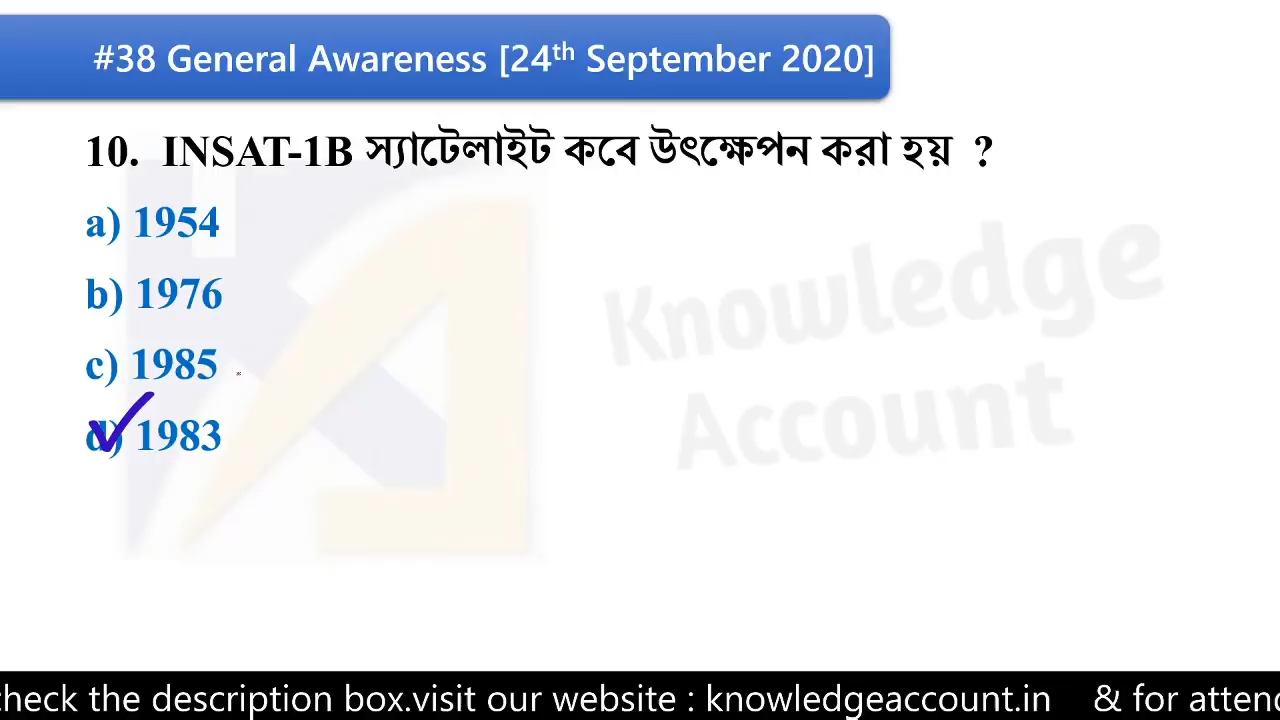 #38 General Awareness [24th September 2020]
10. INSAT-1B স্যাটেলাইট কবে উৎক্ষেপন করা হয় ?
a) 1954
b) 1976
c) 1985
d) 1983
Knowledge
Account
check the description box.visit our website : knowledgeaccount.in & for attend